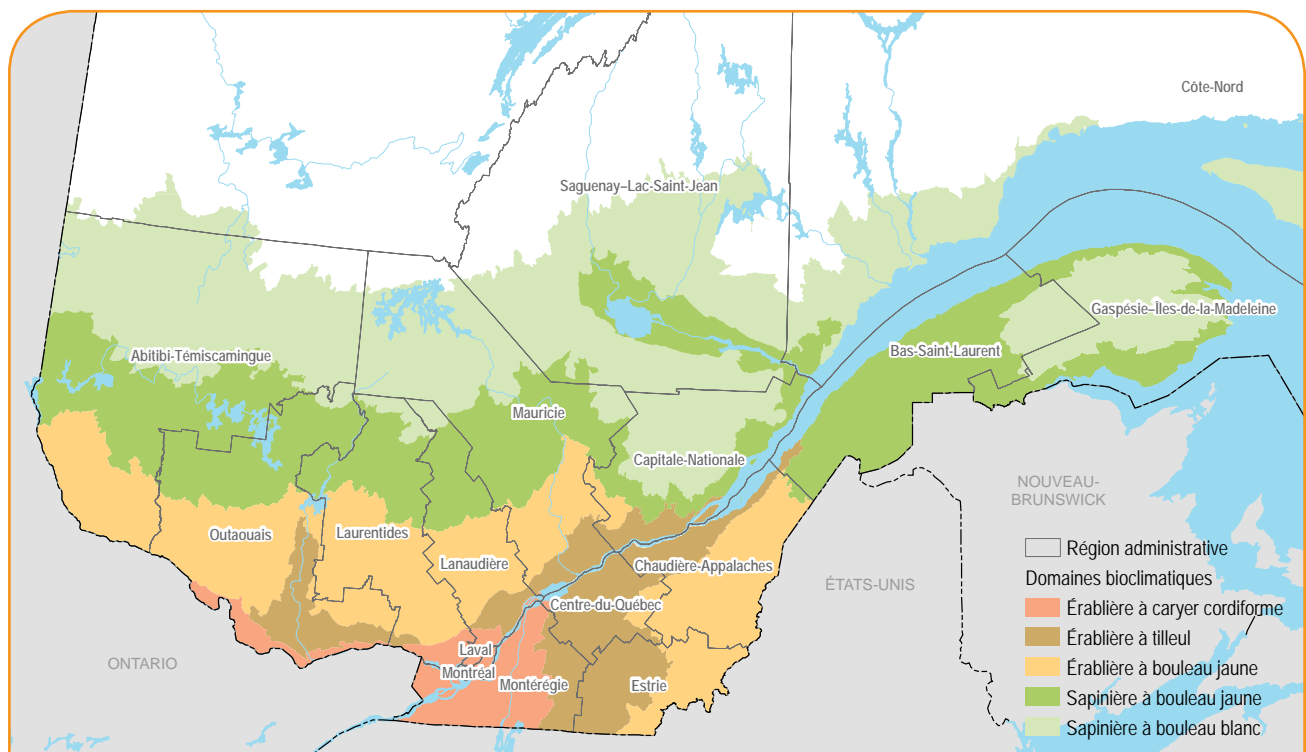 Côte-Nord
Saguenay–Lac-Saint-Jean
Gaspésie–Îles-de-la-Madeleine
Bas-Saint-Laurent
Abitibi-Témiscamingue
Mauricie
Capitale-Nationale
NOUVEAU-
BRUNSWICK
Outaouais
Laurentides
Lanaudière
Chaudière-Appalaches
ÉTATS-UNIS
Centre-du-Québec
Laval
Montréal
Montérégie
Estrie
ONTARIO
Région administrative
Domaines bioclimatiques
Érablière à caryer cordiforme
Érablière à tilleul
Érablière à bouleau jaune
Sapinière à bouleau jaune
Sapinière à bouleau blanc